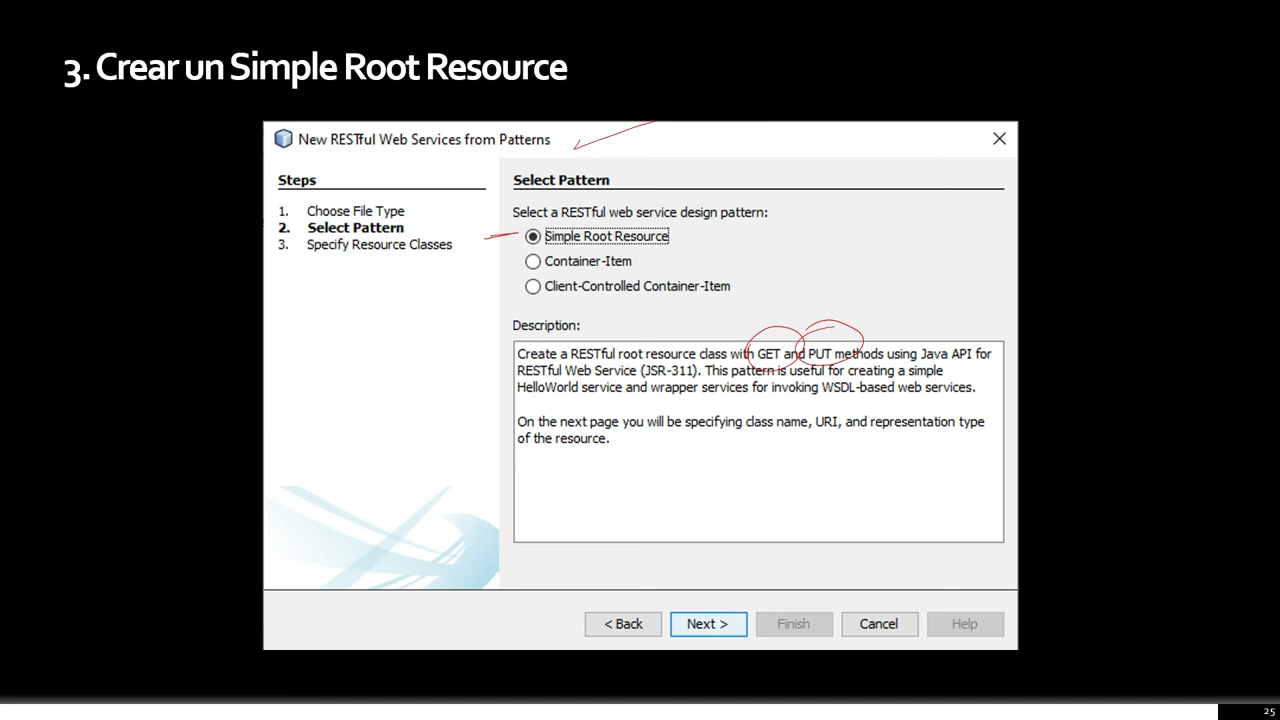 3. Crear un Simple Root Resource
New RESTful Web Services from Patterns
Steps
1. Choose File Type
2. Select Pattern
3. Specify Resource Classes
Select Pattern
Select a RESTful web service design pattern:
Simple Root Resource
Container-Item
Client-Controlled Container-Item
Description:
Create a RESTful root resource class with GET and PUT methods using Java API for
RESTful Web Service (JSR-311). This pattern is useful for creating a simple
HelloWorld service and wrapper services for invoking WSDL-based web services.
On the next page you will be specifying class name, URI, and representation type
of the resource.
< Back
Next >
Finish
Cancel
Help
25